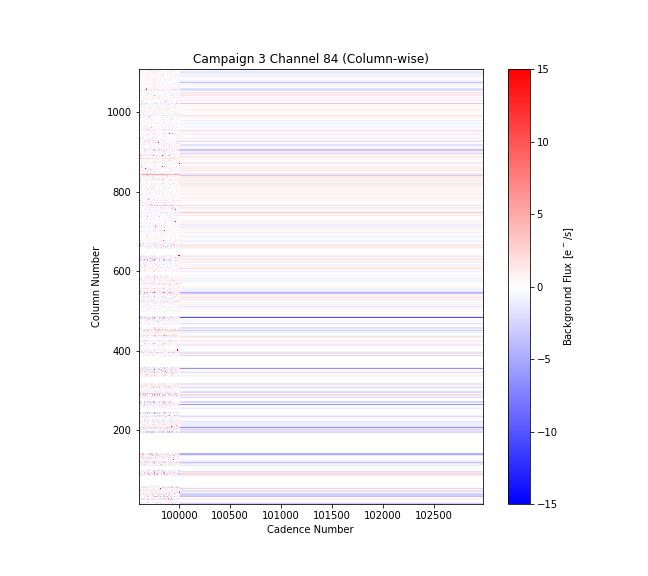 Campaign 3 Channel 84 (Column-wise)
1000
800
600
400
200
Column Number
100000 100500 101000 101500 102000 102500
Cadence Number
15
10
5
0
−5
−10
−15
Background Flux [e⁻/s]